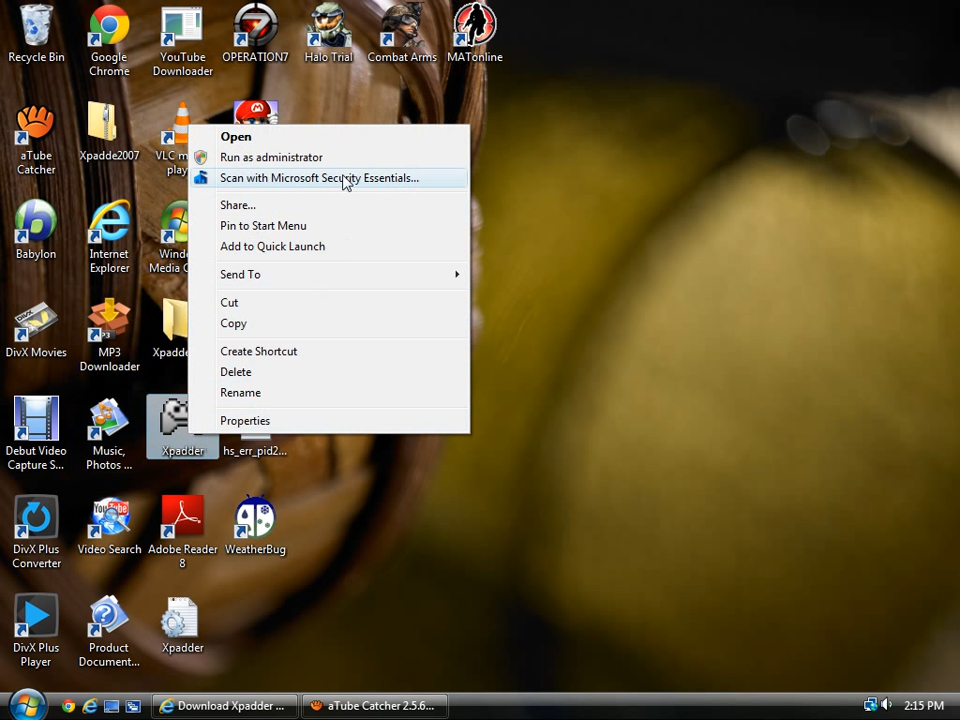 Recycle Bin
Google
Chrome
YouTube
Downloader
OPERATION7
Halo Trial
Combat Arms
MATonline
aTube
Catcher
Xpadde2007
VLC m
play
Open
Run as administrator
Scan with Microsoft Security Essentials...
Share...
Pin to Start Menu
Add to Quick Launch
Send To
Cut
Copy
Create Shortcut
Delete
Rename
Properties
Babylon
Internet
Explorer
Wind
Media C
DivX Movies
MP3
Downloader
Xpadde
Debut Video
Capture S...
Music,
Photos ...
Xpadder
hs_err_pid2...
DivX Plus
Converter
YouTube
Video Search
Adobe Reader
8
WeatherBug
DivX Plus
Player
Product
Document...
Xpadder
Download Xpadder ...
aTube Catcher 2.5.6...
2:15 PM